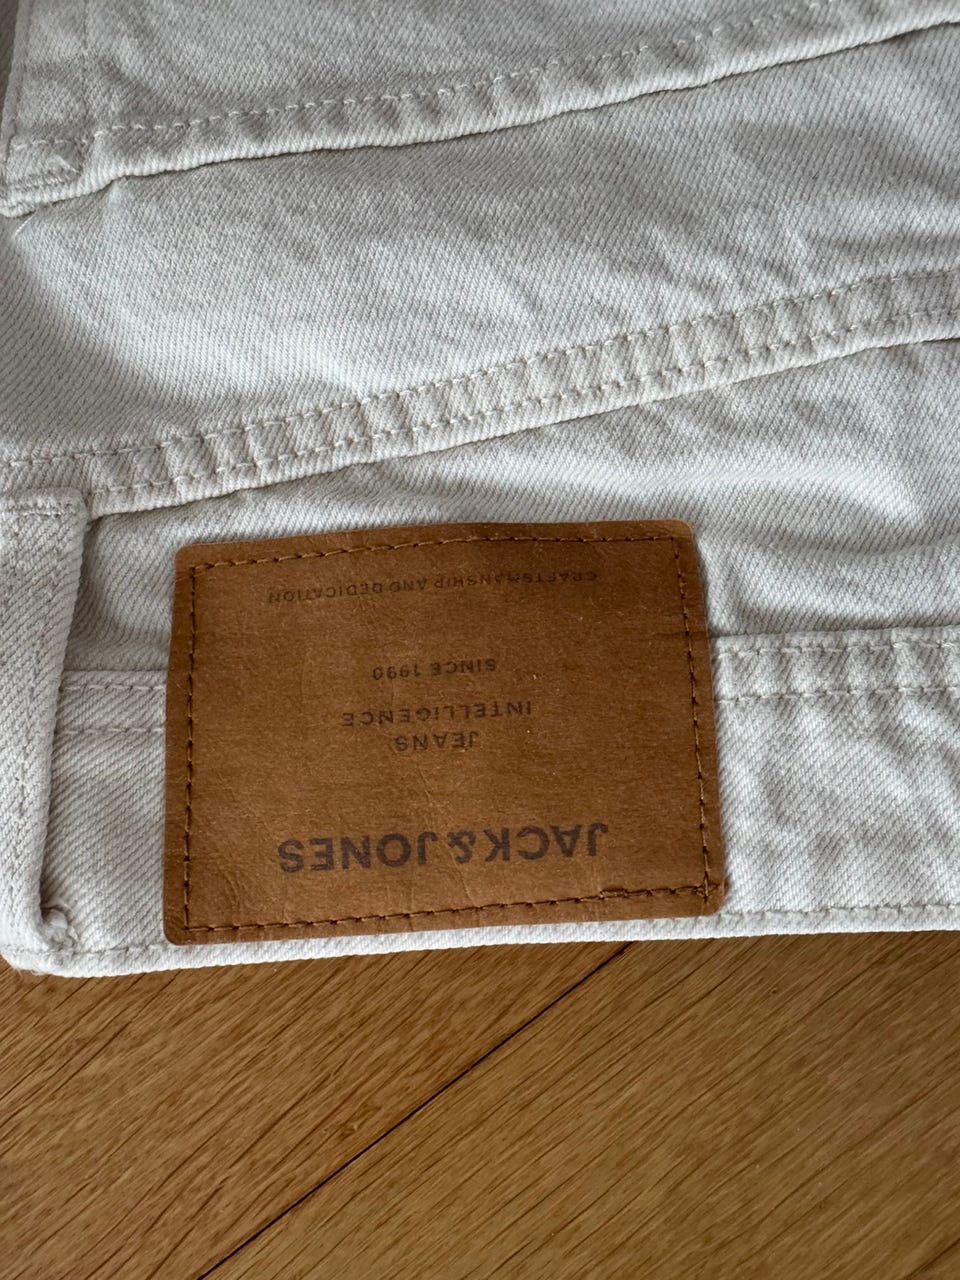 JACK & JONES
JEANS
INTELLIGENCE
SINCE 1990
CRAFTSMANSHIP AND DEDICATION